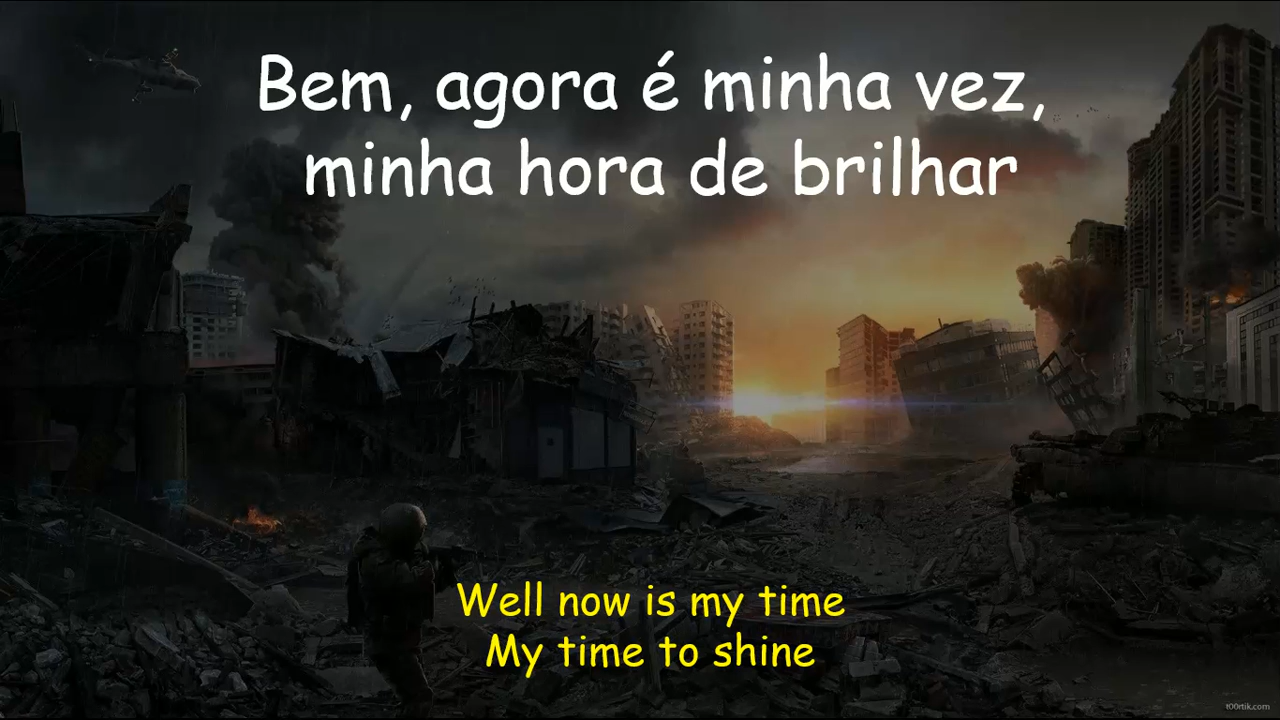 Bem, agora é minha vez,
minha hora de brilhar
Well now is my time
My time to shine
t00rtik.com